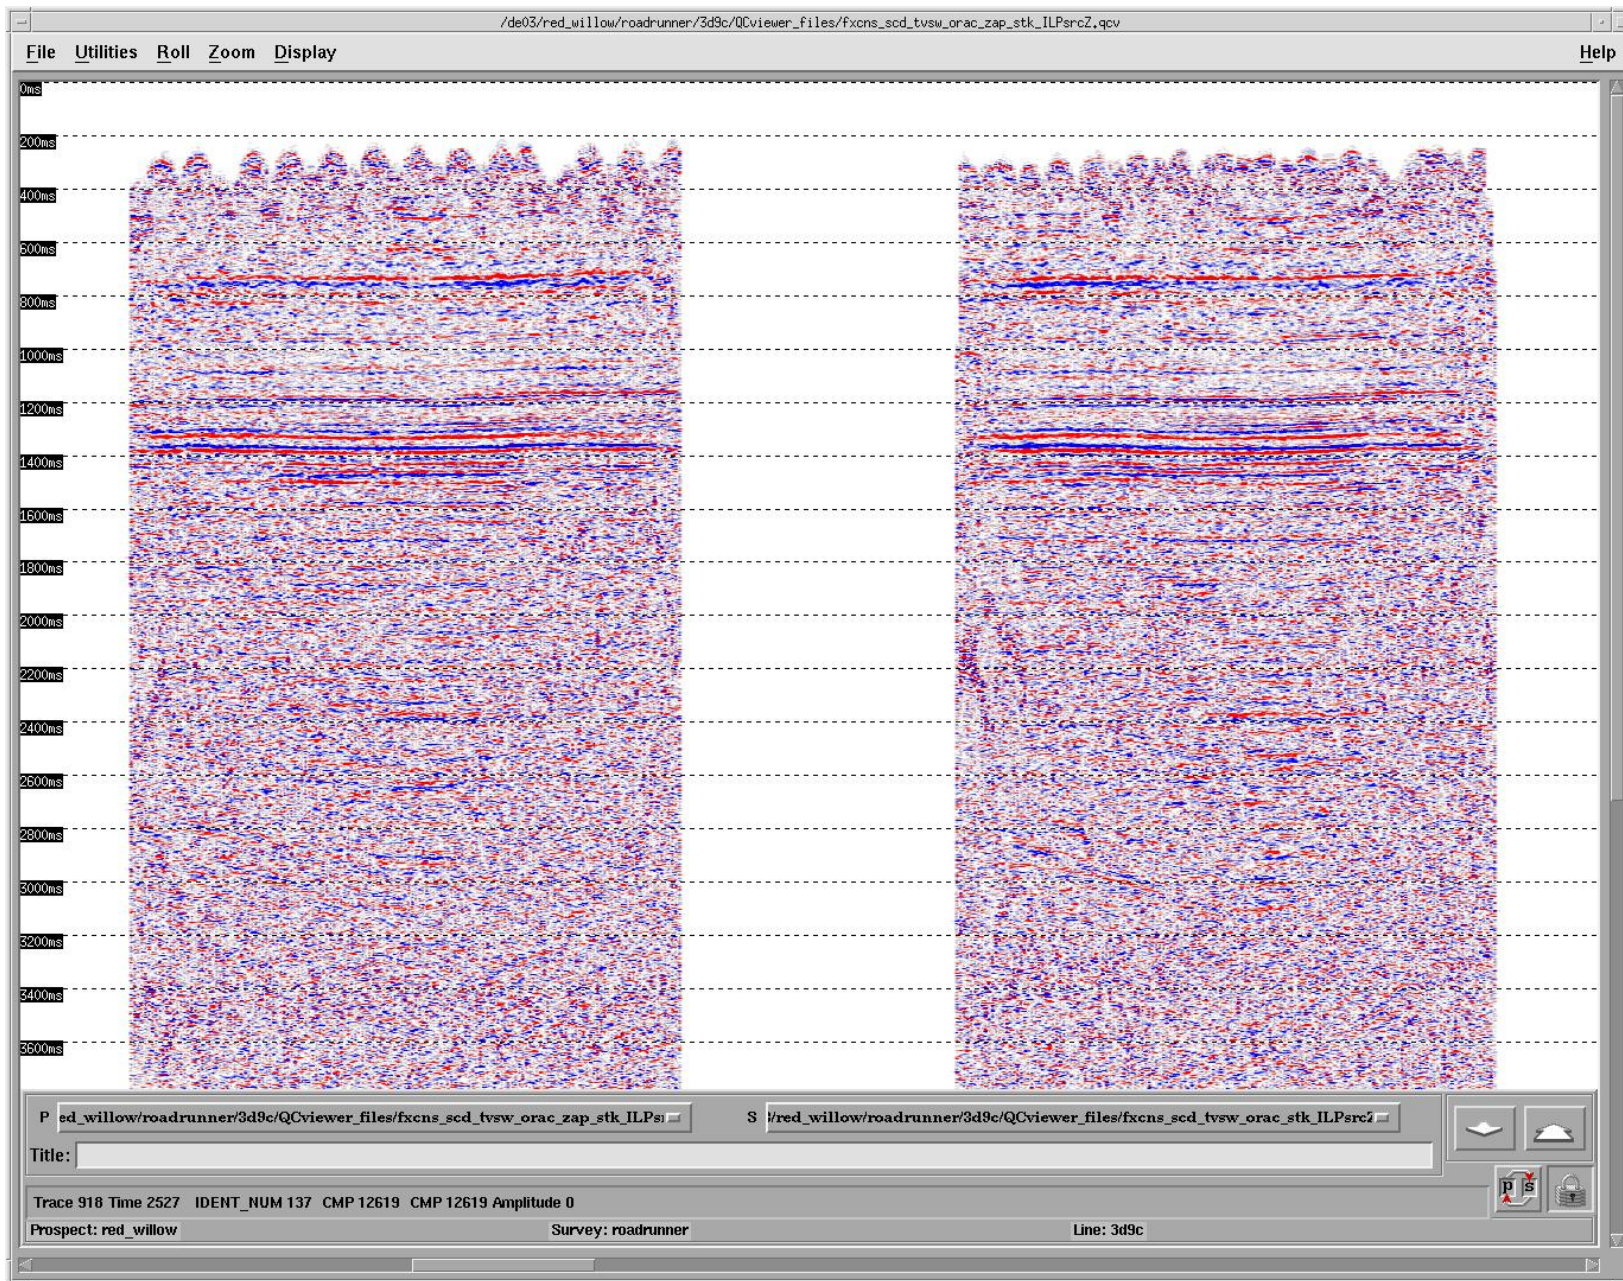 /de03/red_willow/roadrunner/3d9c/QCviewer_files/fxcns_scd_tvsw_orac_zap_stk_ILPsrcZ.qcv
File Utilities Roll Zoom Display Help
0ms
200ms
400ms
600ms
800ms
1000ms
1200ms
1400ms
1600ms
1800ms
2000ms
2200ms
2400ms
2600ms
2800ms
3000ms
3200ms
3400ms
3600ms
P ed_willow/roadrunner/3d9c/QCviewer_files/fxcns_scd_tvsw_orac_zap_stk_ILPsr S /red_willow/roadrunner/3d9c/QCviewer_files/fxcns_scd_tvsw_orac_stk_ILPsrcZ
Title:
Trace 918 Time 2527 IDENT_NUM 137 CMP 12619 CMP 12619 Amplitude 0
p s
Prospect: red_willow Survey: roadrunner Line: 3d9c